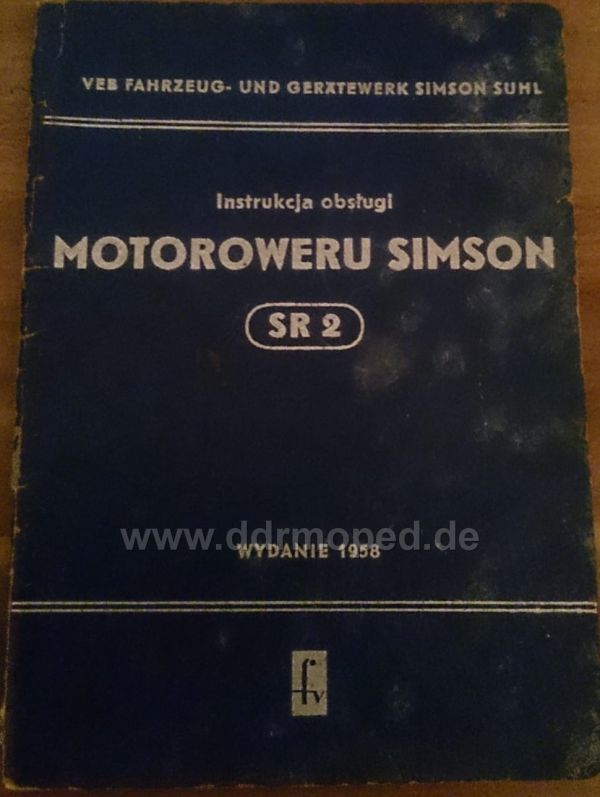 VEB FAHRZEUG- UND GERÄTEWERK SIMSON SUHL
Instrukcja obsługi
MOTOROWERU SIMSON
SR 2
www.ddrmoped.de
WYDANIE 1958
fv